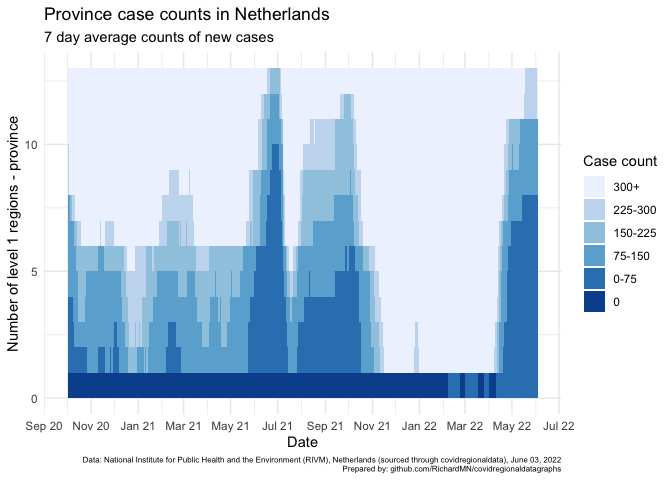 Province case counts in Netherlands
7 day average counts of new cases
Number of level 1 regions - province
10
5
0
Sep 20 Nov 20 Jan 21 Mar 21 May 21 Jul 21 Sep 21 Nov 21 Jan 22 Mar 22 May 22 Jul 22
Date
Case count
300+
225-300
150-225
75-150
0-75
0
Data: National Institute for Public Health and the Environment (RIVM), Netherlands (sourced through covidregionaldata), June 03, 2022
Prepared by: github.com/RichardMN/covidregionaldatagraphs